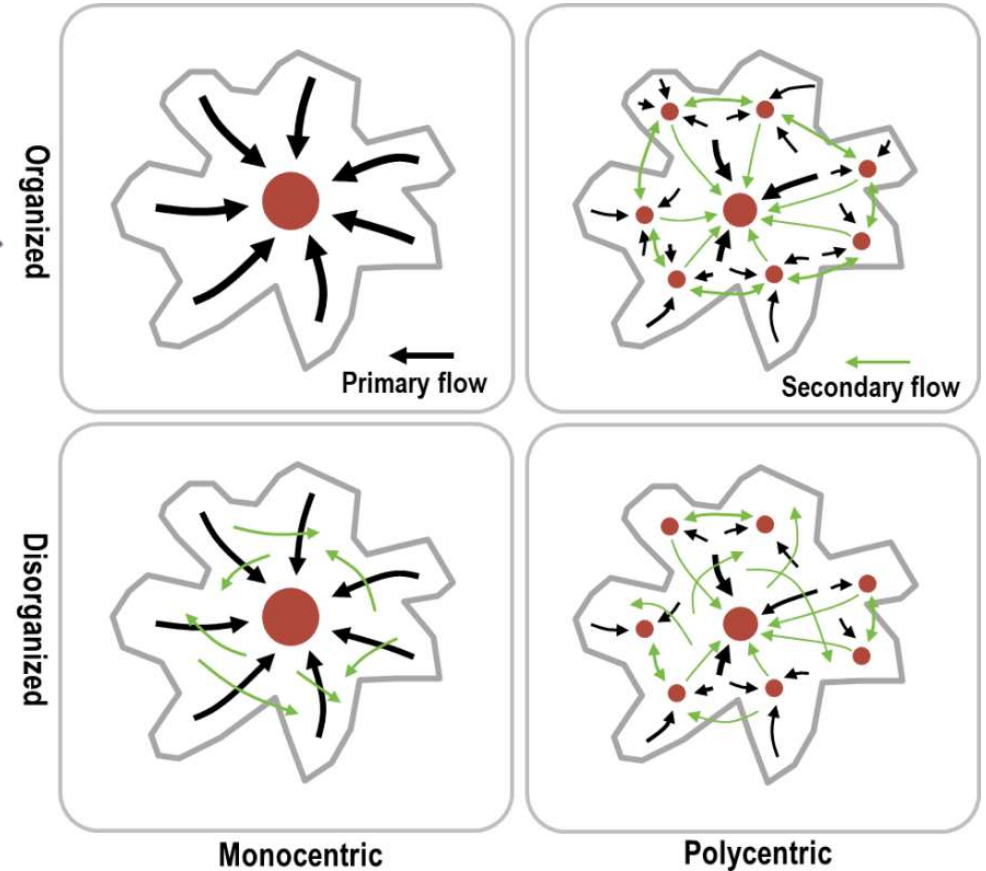 Organized
Primary flow
Secondary flow
Disorganized
Monocentric
Polycentric